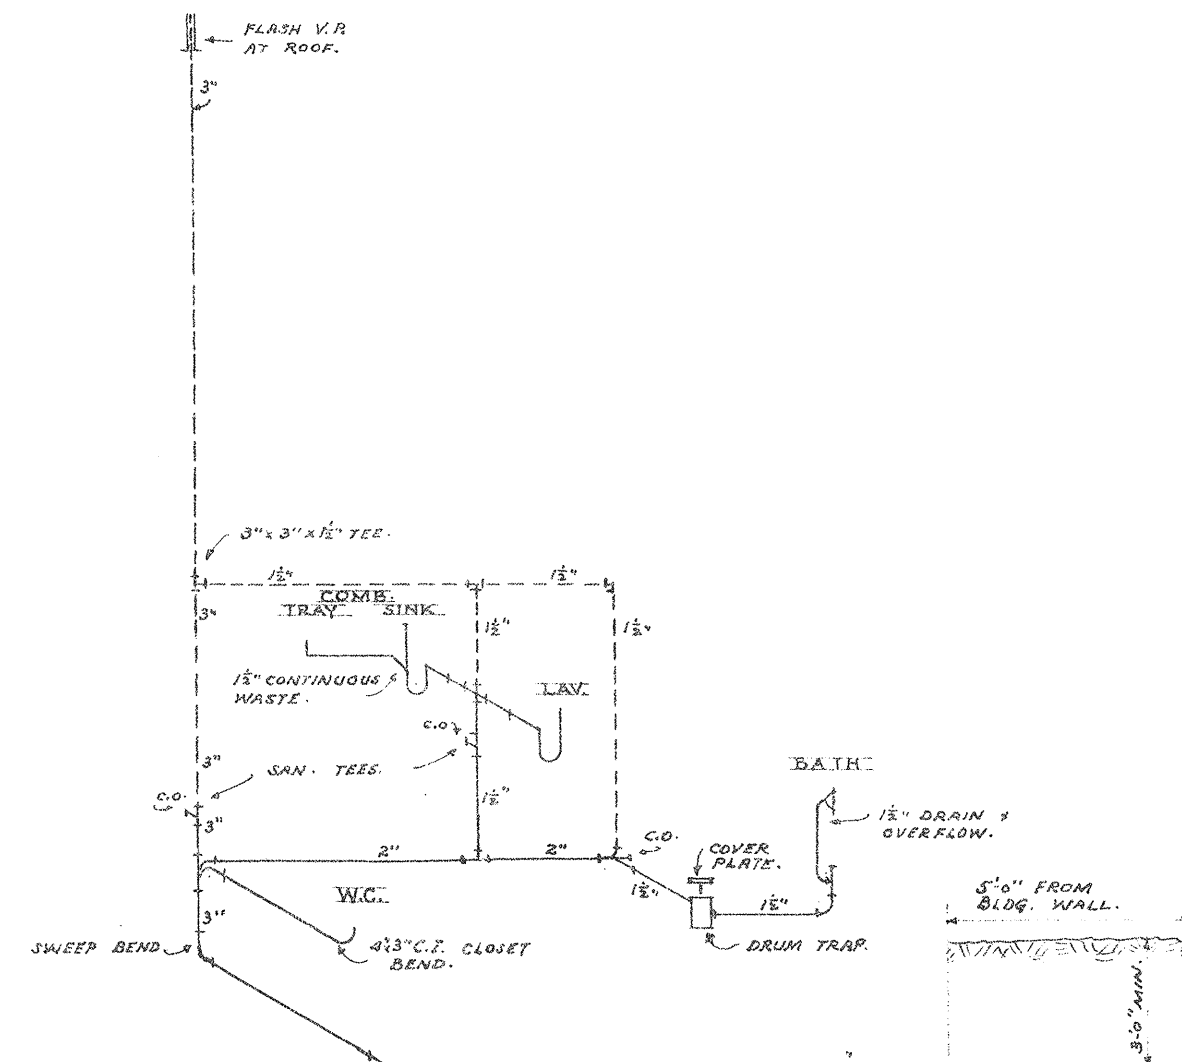 FLASH V.P.
AT ROOF.
3"
3" x 3" x 1½" TEE.
1½"
1½"
COMB.
TRAY SINK
3"
1½"
1½"
1½" CONTINUOUS
WASTE.
LAV.
C.O.
3"
SAN. TEES.
BATH
C.O.
1½"
3"
1½" DRAIN &
OVERFLOW.
C.O.
2"
2"
COVER
PLATE.
1½"
W.C.
1½"
5'-0" FROM
BLDG. WALL.
3"
SWEEP BEND
4"x3" C.I. CLOSET
BEND.
DRUM TRAP.
3'-0" MIN.